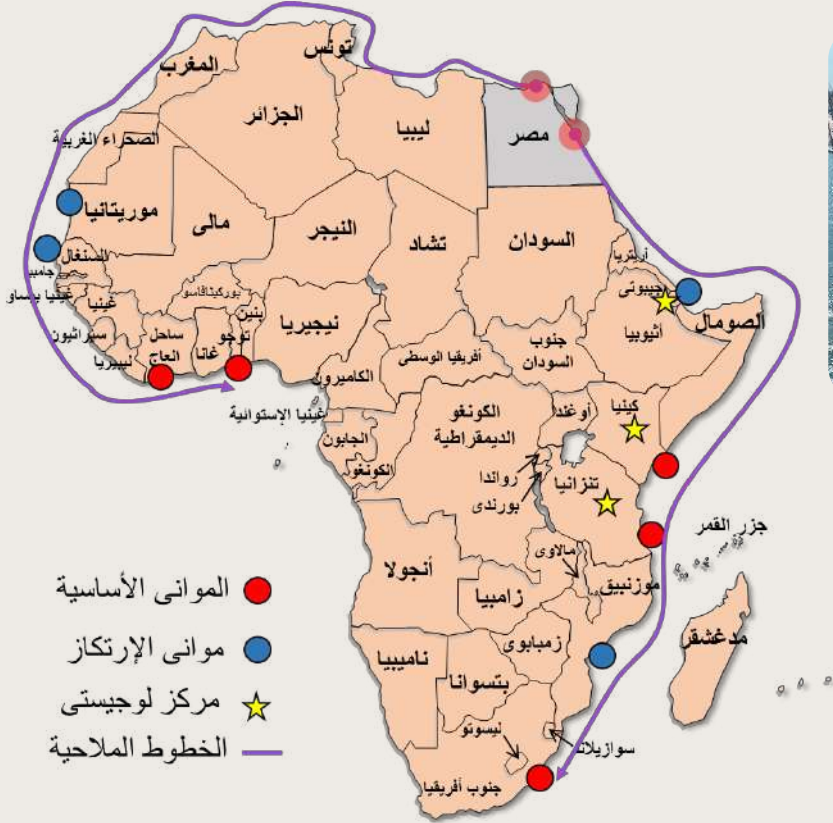 تونس
المغرب
الجزائر
ليبيا
مصر
الصحراء الغربية
موريتانيا
مالى
النيجر
تشاد
السودان
أريتريا
السنغال
جامبيا
بوركينافاسو
جيبوتى
غينيا بيساو
غينيا
بنين
نيجيريا
أثيوبيا
الصومال
سيراليون
ساحل
العاج
غانا
توجو
ليبيريا
جنوب
السودان
أفريقيا الوسطى
الكاميرون
غينيا الإستوائية
الكونغو
الديمقراطية
أوغندا
كينيا
الجابون
الكونغو
رواندا
بورندى
تنزانيا
جزر القمر
أنجولا
مالاوى
زامبيا
موزنبيق
مدغشقر
زمبابوى
ناميبيا
بتسوانا
ليسوتو
سوازيلاند
جنوب أفريقيا
الموانى الأساسية
موانى الإرتكاز
مركز لوجيستى
الخطوط الملاحية